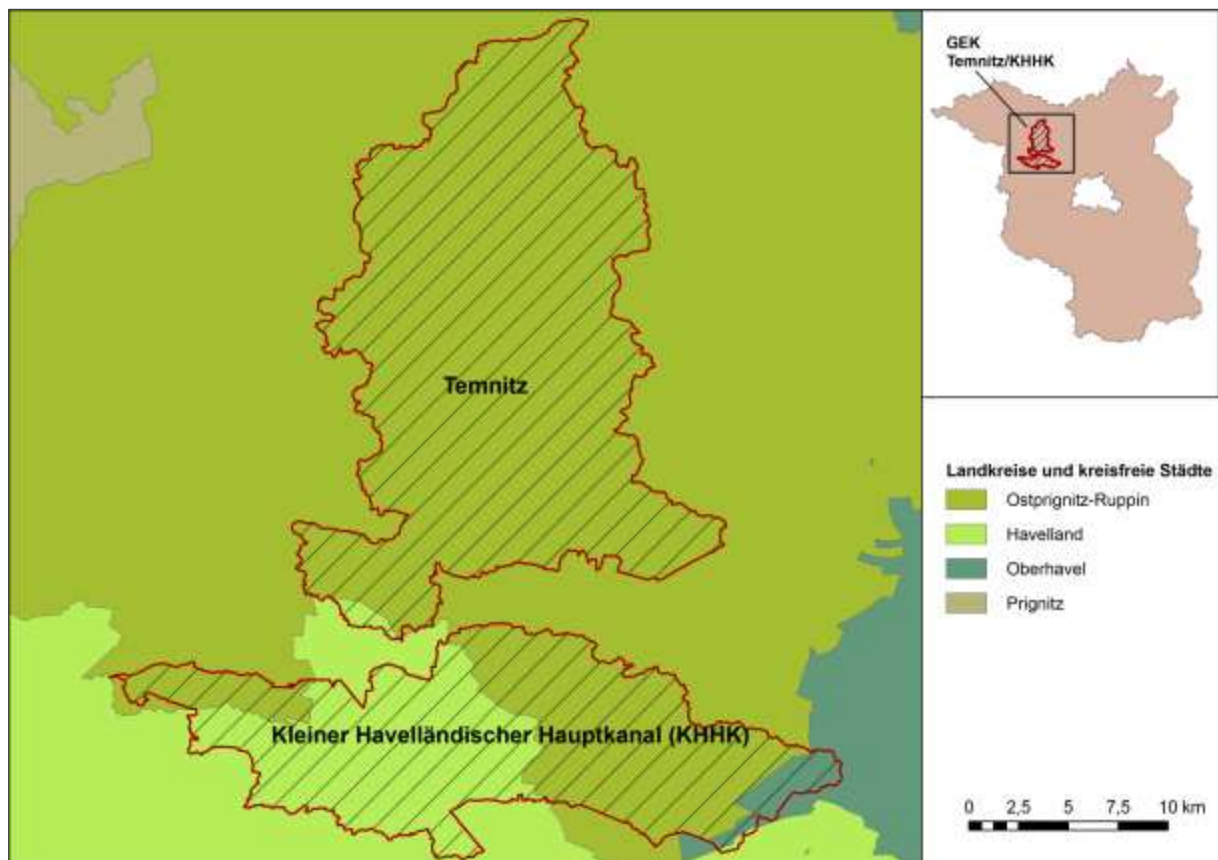 GEK
Temnitz/KHHK
Temnitz
Kleiner Havelländischer Hauptkanal (KHHK)
Landkreise und kreisfreie Städte
Ostprignitz-Ruppin
Havelland
Oberhavel
Prignitz
0 2,5 5 7,5 10 km